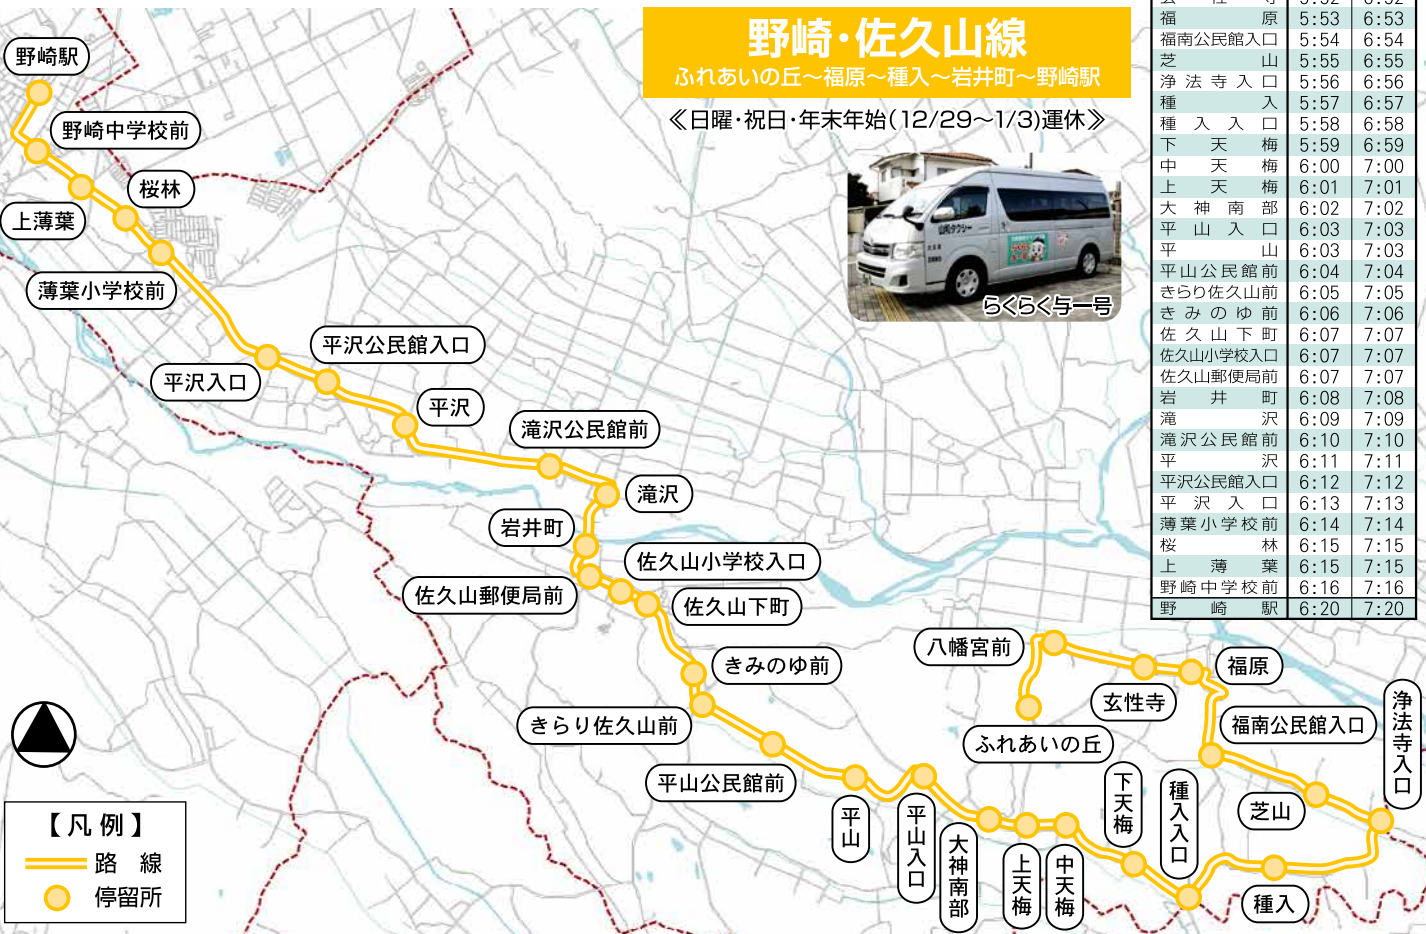 野崎・佐久山線
ふれあいの丘～福原～種入～岩井町～野崎駅
≪日曜・祝日・年末年始(12/29～1/3)運休≫
山和タクシー
らくらく与一号
野崎駅
野崎中学校前
桜林
上薄葉
薄葉小学校前
平沢公民館入口
平沢入口
平沢
滝沢公民館前
滝沢
岩井町
佐久山小学校入口
佐久山郵便局前
佐久山下町
きみのゆ前
きらり佐久山前
平山公民館前
平山
平山入口
大神南部
上天梅
中天梅
下天梅
種入入口
種入
芝山
浄法寺入口
福南公民館入口
福原
玄性寺
八幡宮前
ふれあいの丘
【凡例】
路線
停留所
福原 5:53 6:53
福南公民館入口 5:54 6:54
芝山 5:55 6:55
浄法寺入口 5:56 6:56
種入 5:57 6:57
種入入口 5:58 6:58
下天梅 5:59 6:59
中天梅 6:00 7:00
上天梅 6:01 7:01
大神南部 6:02 7:02
平山入口 6:03 7:03
平山 6:03 7:03
平山公民館前 6:04 7:04
きらり佐久山前 6:05 7:05
きみのゆ前 6:06 7:06
佐久山下町 6:07 7:07
佐久山小学校入口 6:07 7:07
佐久山郵便局前 6:07 7:07
岩井町 6:08 7:08
滝沢 6:09 7:09
滝沢公民館前 6:10 7:10
平沢 6:11 7:11
平沢公民館入口 6:12 7:12
平沢入口 6:13 7:13
薄葉小学校前 6:14 7:14
桜林 6:15 7:15
上薄葉 6:15 7:15
野崎中学校前 6:16 7:16
野崎駅 6:20 7:20